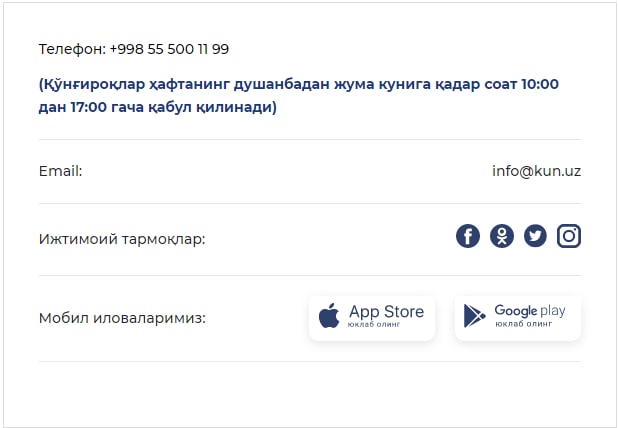 Телефон: +998 55 500 11 99
(Қўнғироқлар ҳафтанинг душанбадан жума кунига қадар соат 10:00
дан 17:00 гача қабул қилинади)
Email: info@kun.uz
Ижтимоий тармоқлар:
Мобил иловаларимиз:
App Store
юклаб олинг
Google play
юклаб олинг